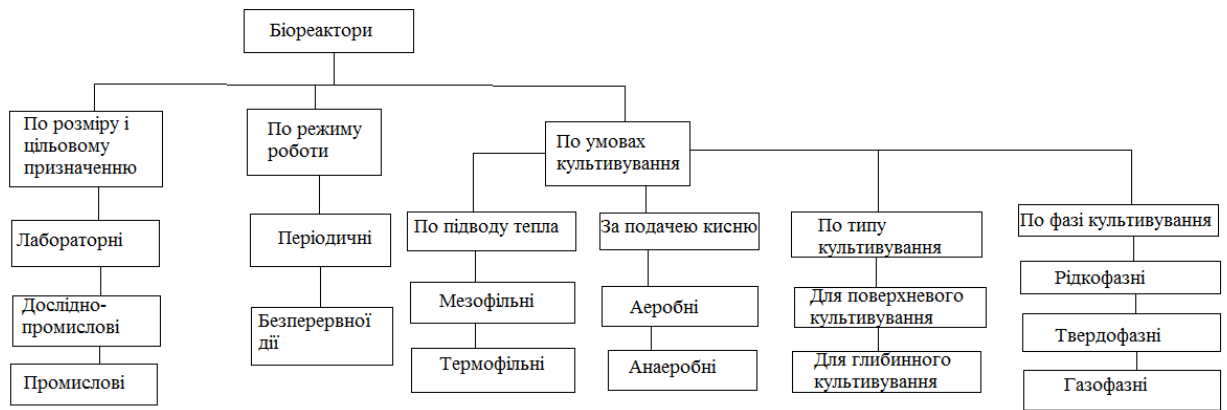 Біореактори
По розміру і
цільовому
призначенню
По режиму
роботи
По умовах
культивування
Лабораторні
Дослідно-
промислові
Промислові
Періодичні
Безперервної
дії
По підводу тепла
Мезофільні
Термофільні
За подачею кисню
Аеробні
Анаеробні
По типу
культивування
Для поверхневого
культивування
Для глибинного
культивування
По фазі культивування
Рідкофазні
Твердофазні
Газофазні